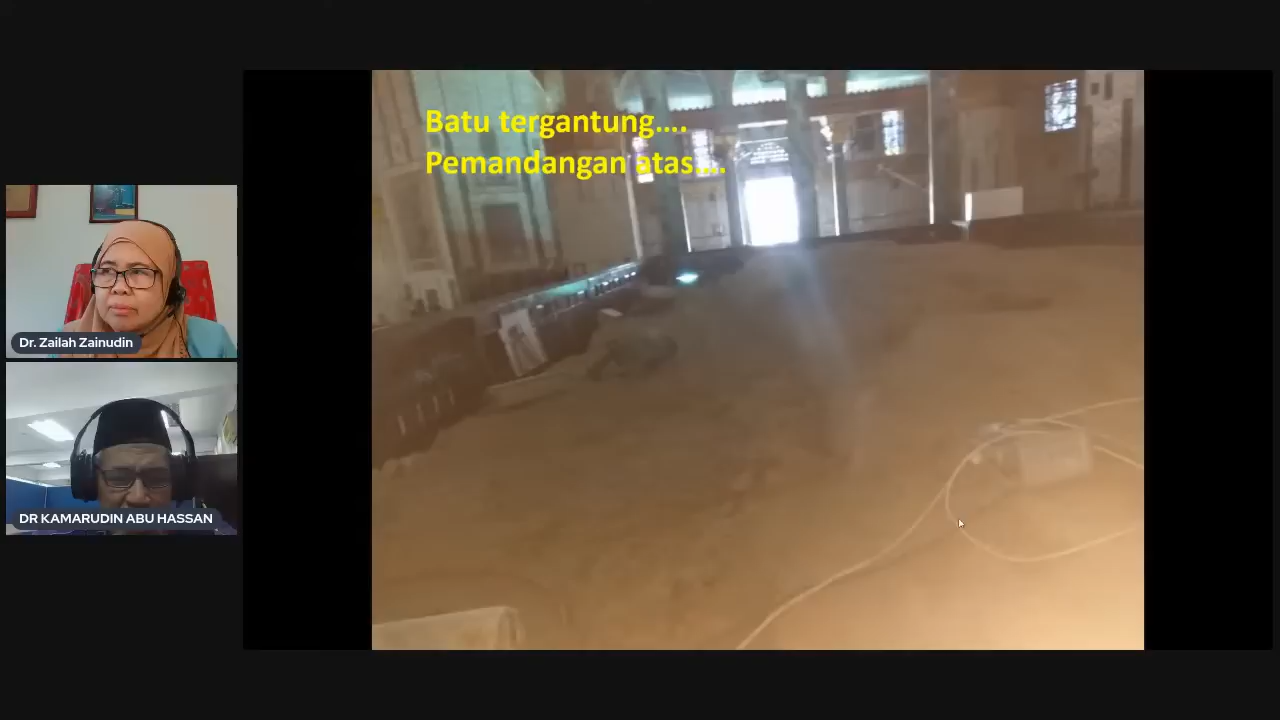 Batu tergantung....
Pemandangan atas....
Dr. Zailah Zainudin
DR KAMARUDIN ABU HASSAN